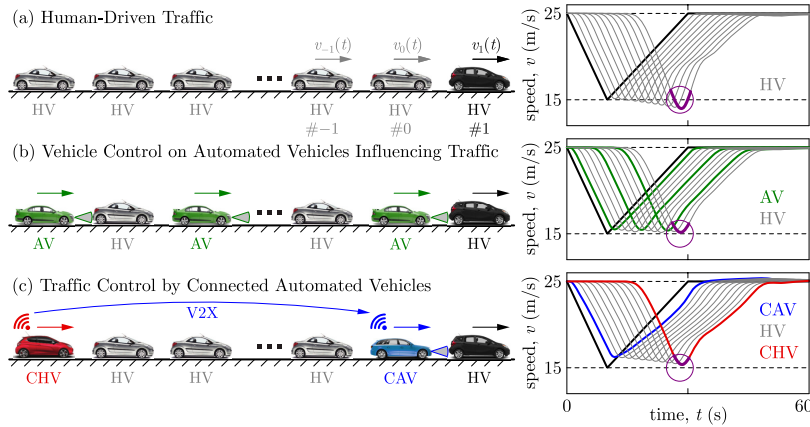 (a) Human-Driven Traffic
v₋₁(t) v₀(t) v₁(t)
HV HV HV HV HV HV
#−1 #0 #1
25
15
speed, v (m/s)
HV
(b) Vehicle Control on Automated Vehicles Influencing Traffic
AV HV AV HV AV HV
25
15
speed, v (m/s)
AV
HV
(c) Traffic Control by Connected Automated Vehicles
V2X
CHV HV HV HV CAV HV
25
15
speed, v (m/s)
CAV
HV
CHV
0 30 60
time, t (s)